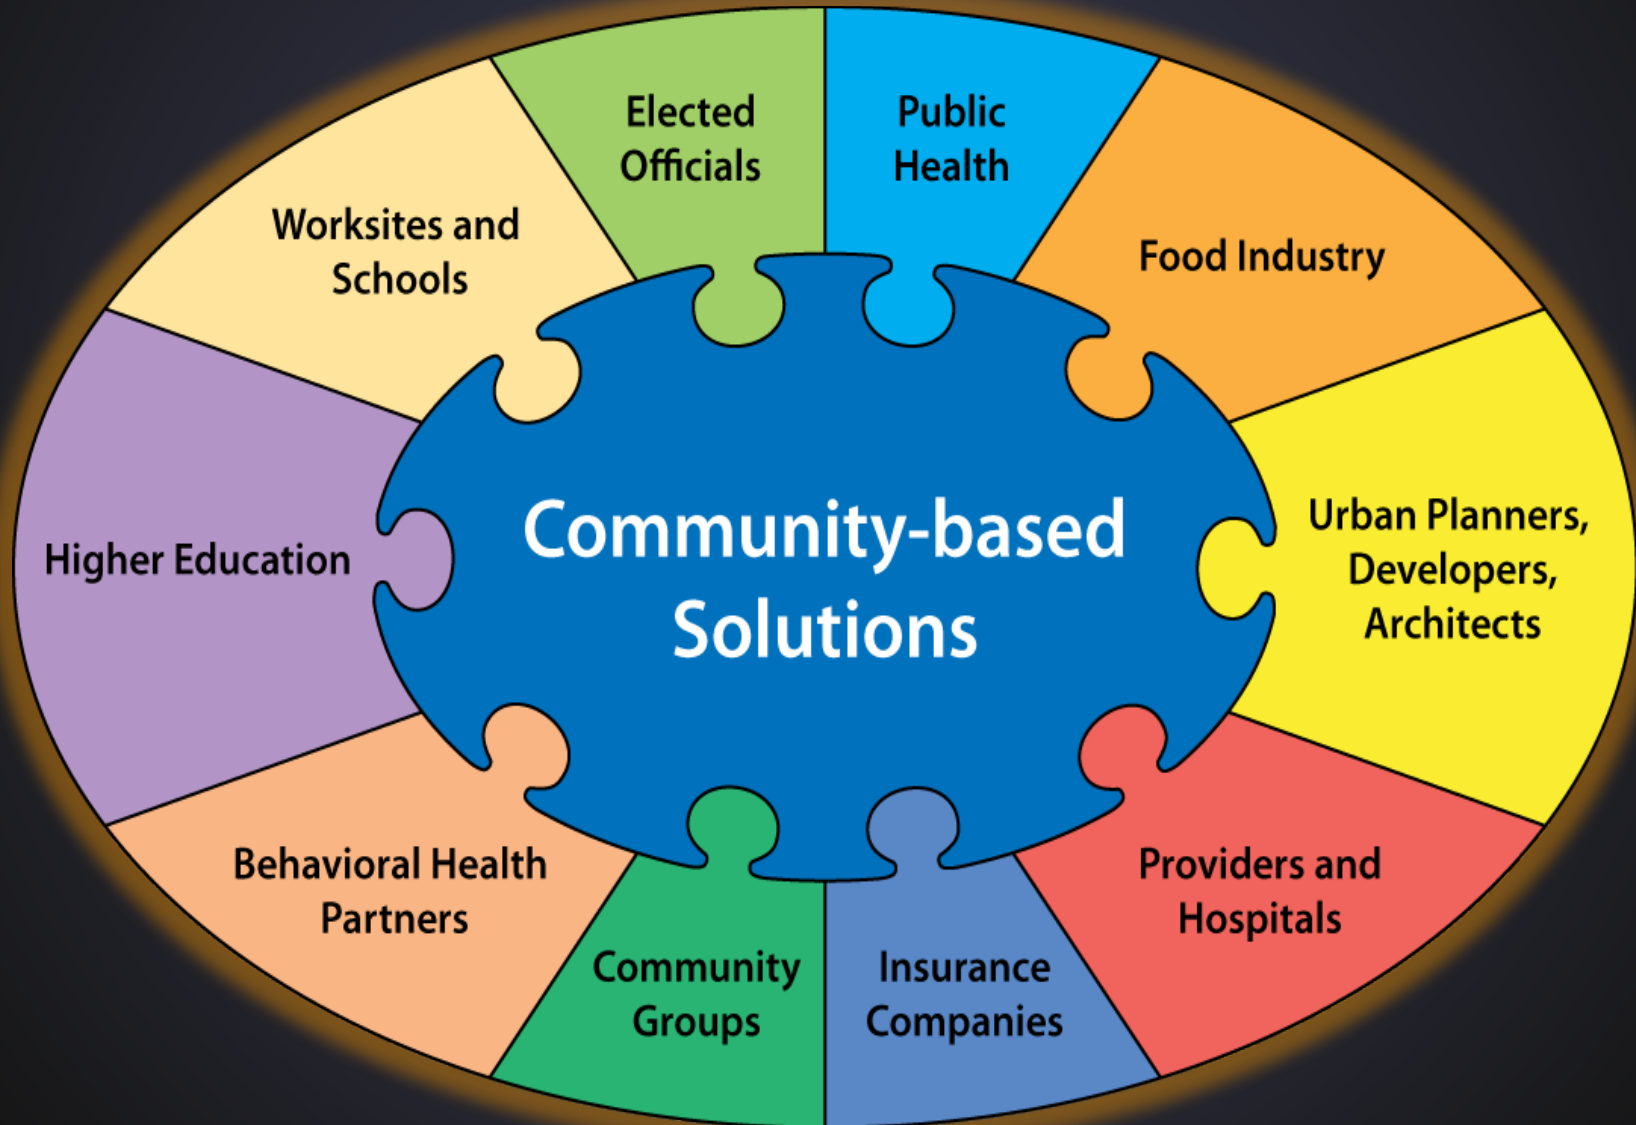 Elected
Officials
Public
Health
Food Industry
Urban Planners,
Developers,
Architects
Providers and
Hospitals
Insurance
Companies
Community
Groups
Behavioral Health
Partners
Higher Education
Worksites and
Schools
Community-based
Solutions